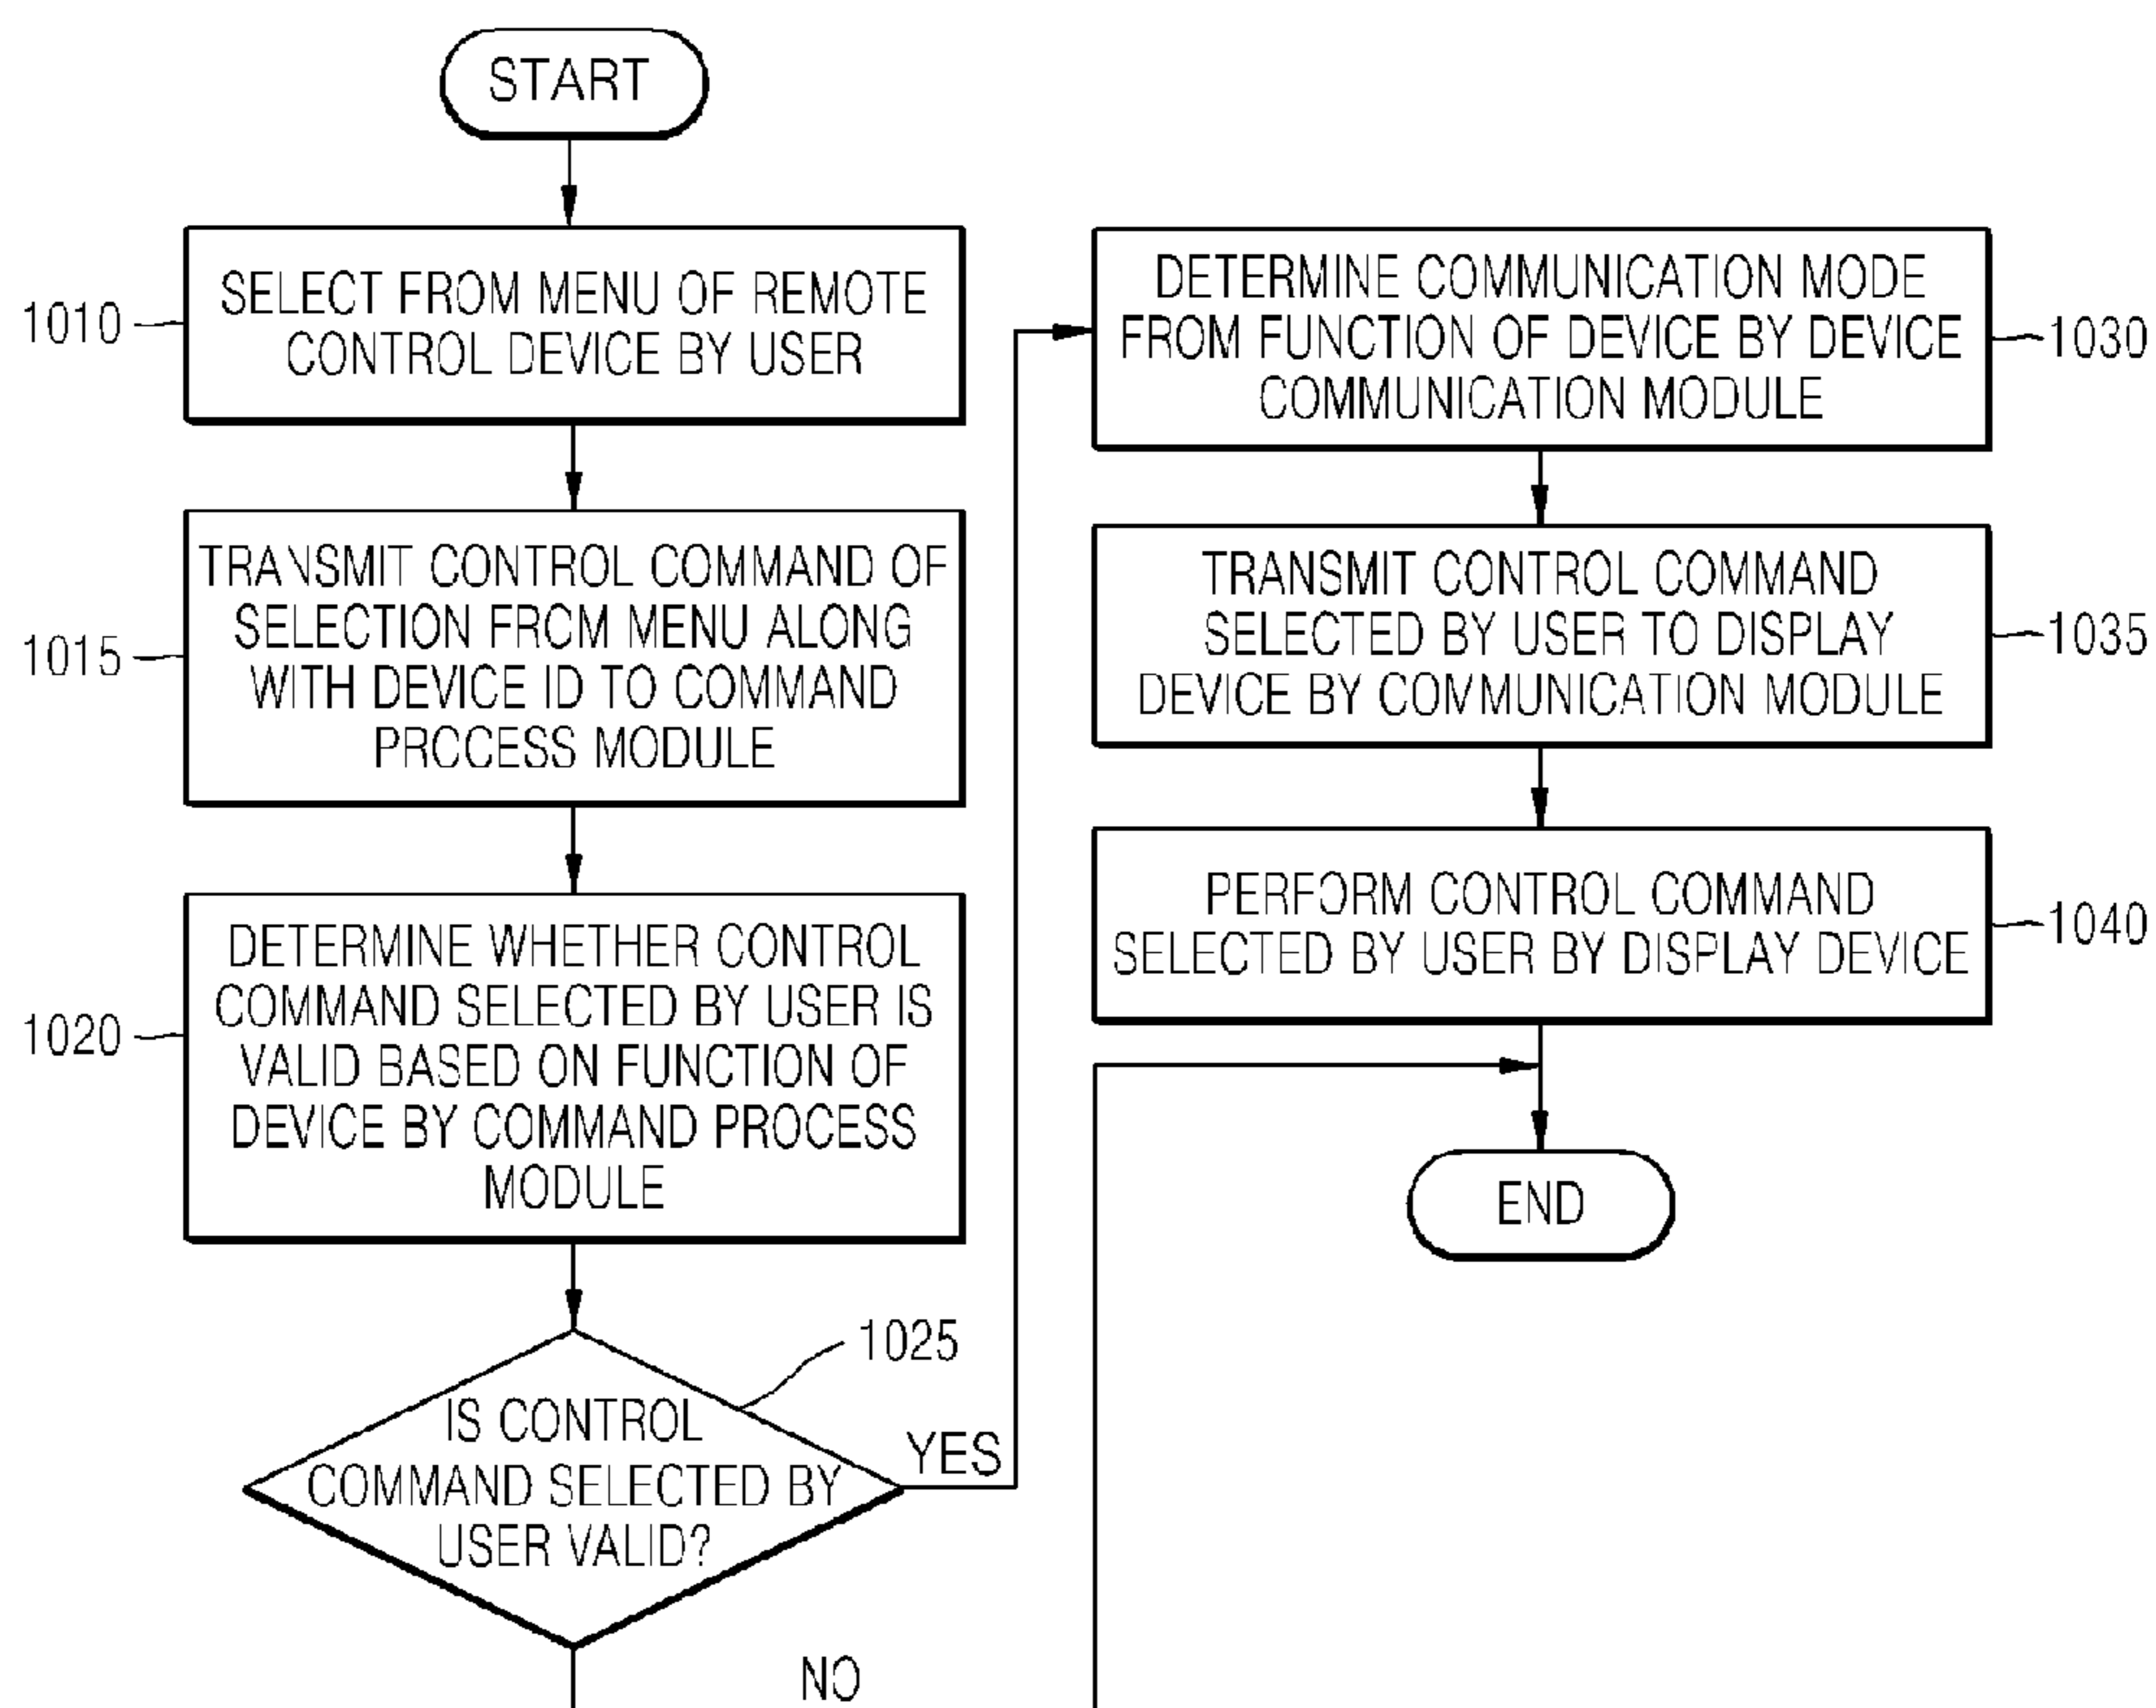 START
1010
SELECT FROM MENU OF REMOTE
CONTROL DEVICE BY USER
1015
TRANSMIT CONTROL COMMAND OF
SELECTION FROM MENU ALONG
WITH DEVICE ID TO COMMAND
PROCESS MODULE
1020
DETERMINE WHETHER CONTROL
COMMAND SELECTED BY USER IS
VALID BASED ON FUNCTION OF
DEVICE BY COMMAND PROCESS
MODULE
1025
IS CONTROL
COMMAND SELECTED BY
USER VALID?
YES
NO
DETERMINE COMMUNICATION MODE
FROM FUNCTION OF DEVICE BY DEVICE
COMMUNICATION MODULE
1030
TRANSMIT CONTROL COMMAND
SELECTED BY USER TO DISPLAY
DEVICE BY COMMUNICATION MODULE
1035
PERFORM CONTROL COMMAND
SELECTED BY USER BY DISPLAY DEVICE
1040
END